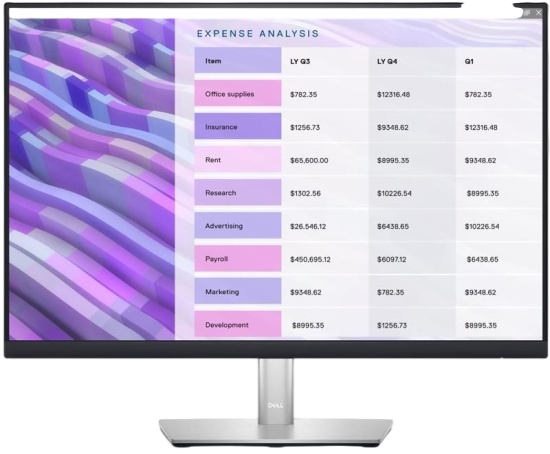 EXPENSE ANALYSIS
Item LY Q3 LY Q4 Q1
Office supplies $782.35 $12316.48 $782.35
Insurance $1256.73 $9348.62 $12316.48
Rent $65,600.00 $8995.35 $9348.62
Research $1302.56 $10226.54 $8995.35
Advertising $26,546.12 $6438.65 $10226.54
Payroll $450,695.12 $6097.12 $6438.65
Marketing $9348.62 $782.35 $9348.62
Development $8995.35 $1256.73 $8995.35
DELL